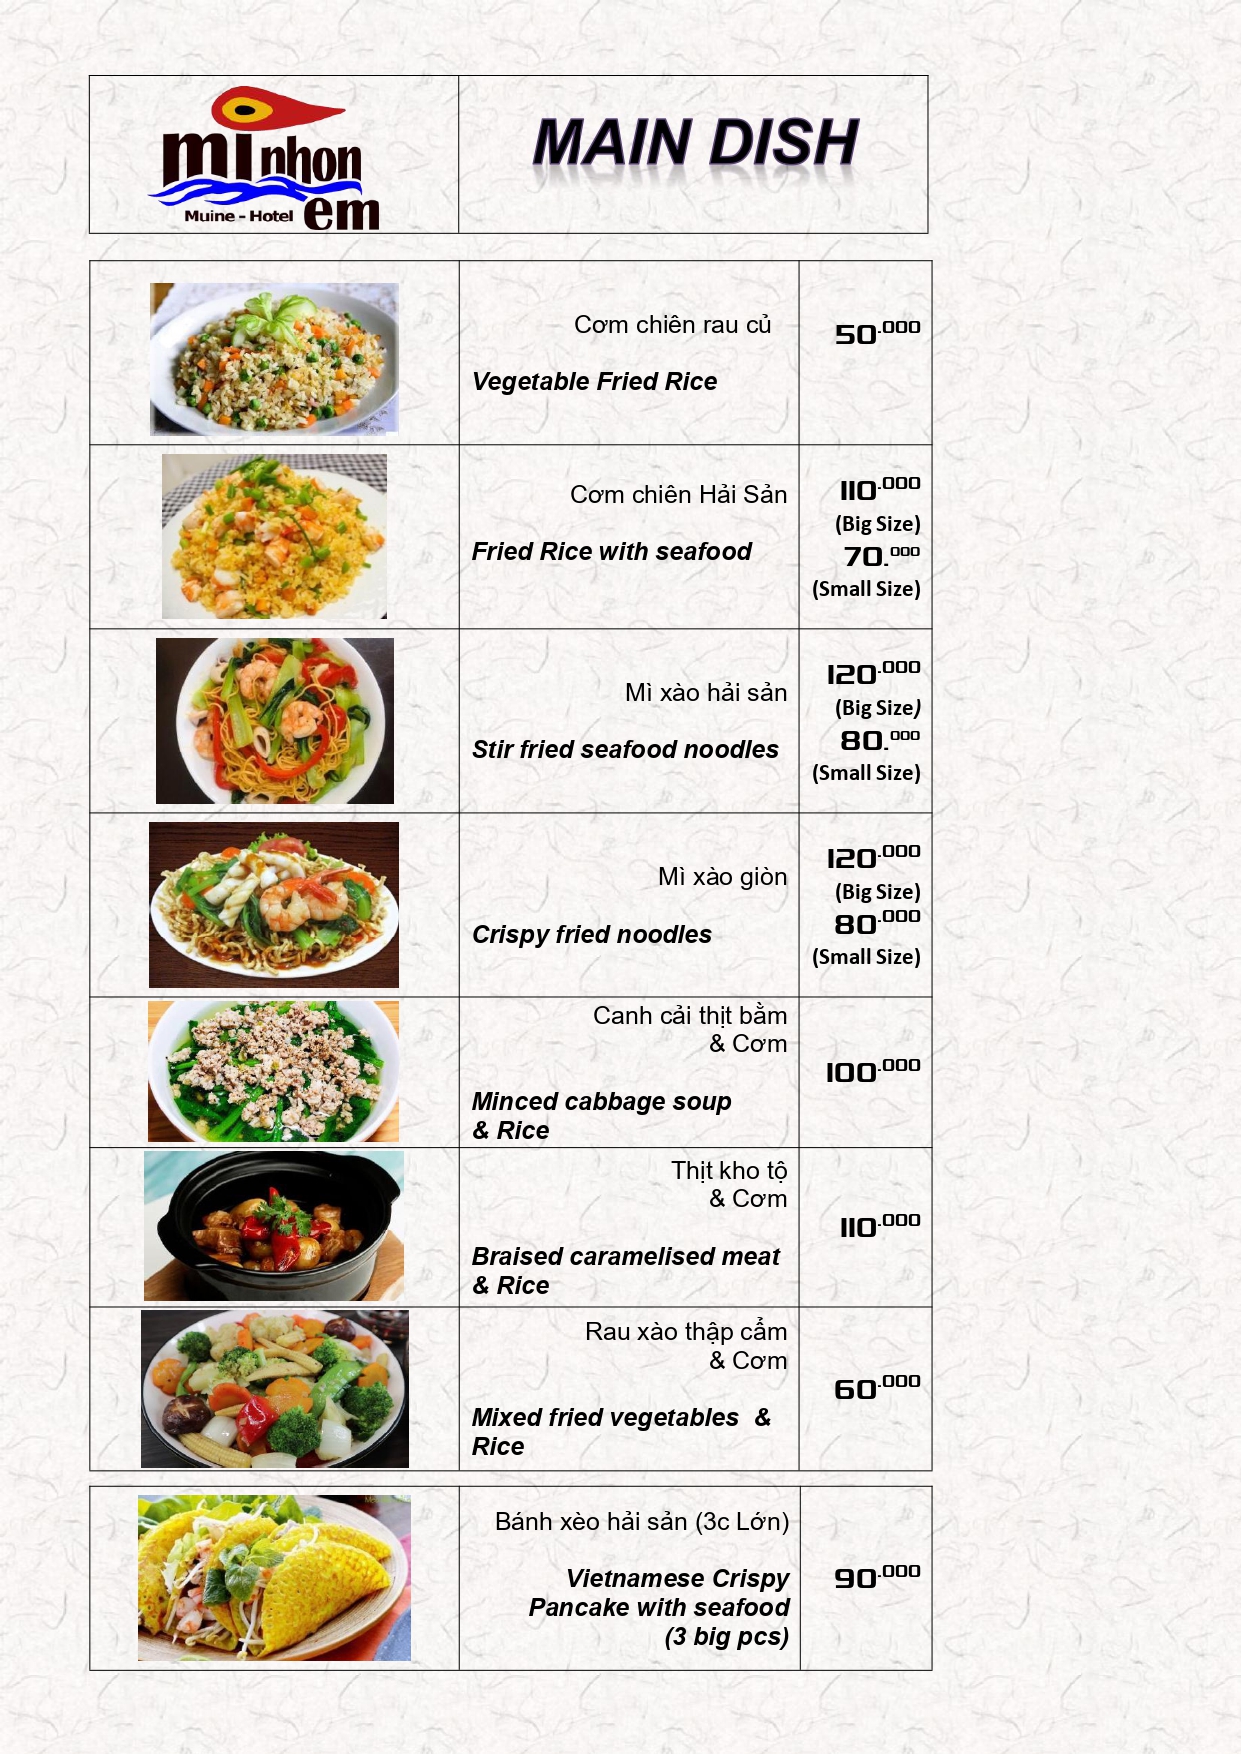 minhon
em
Muine - Hotel
MAIN DISH
Cơm chiên rau củ
Vegetable Fried Rice
50.000
Cơm chiên Hải Sản
Fried Rice with seafood
110.000
(Big Size)
70.000
(Small Size)
Mì xào hải sản
Stir fried seafood noodles
120.000
(Big Size)
80.000
(Small Size)
Mì xào giòn
Crispy fried noodles
120.000
(Big Size)
80.000
(Small Size)
Canh cải thịt bằm
& Cơm
Minced cabbage soup
& Rice
100.000
Thịt kho tộ
& Cơm
Braised caramelised meat
& Rice
110.000
Rau xào thập cẩm
& Cơm
Mixed fried vegetables &
Rice
60.000
Bánh xèo hải sản (3c Lớn)
Vietnamese Crispy
Pancake with seafood
(3 big pcs)
90.000